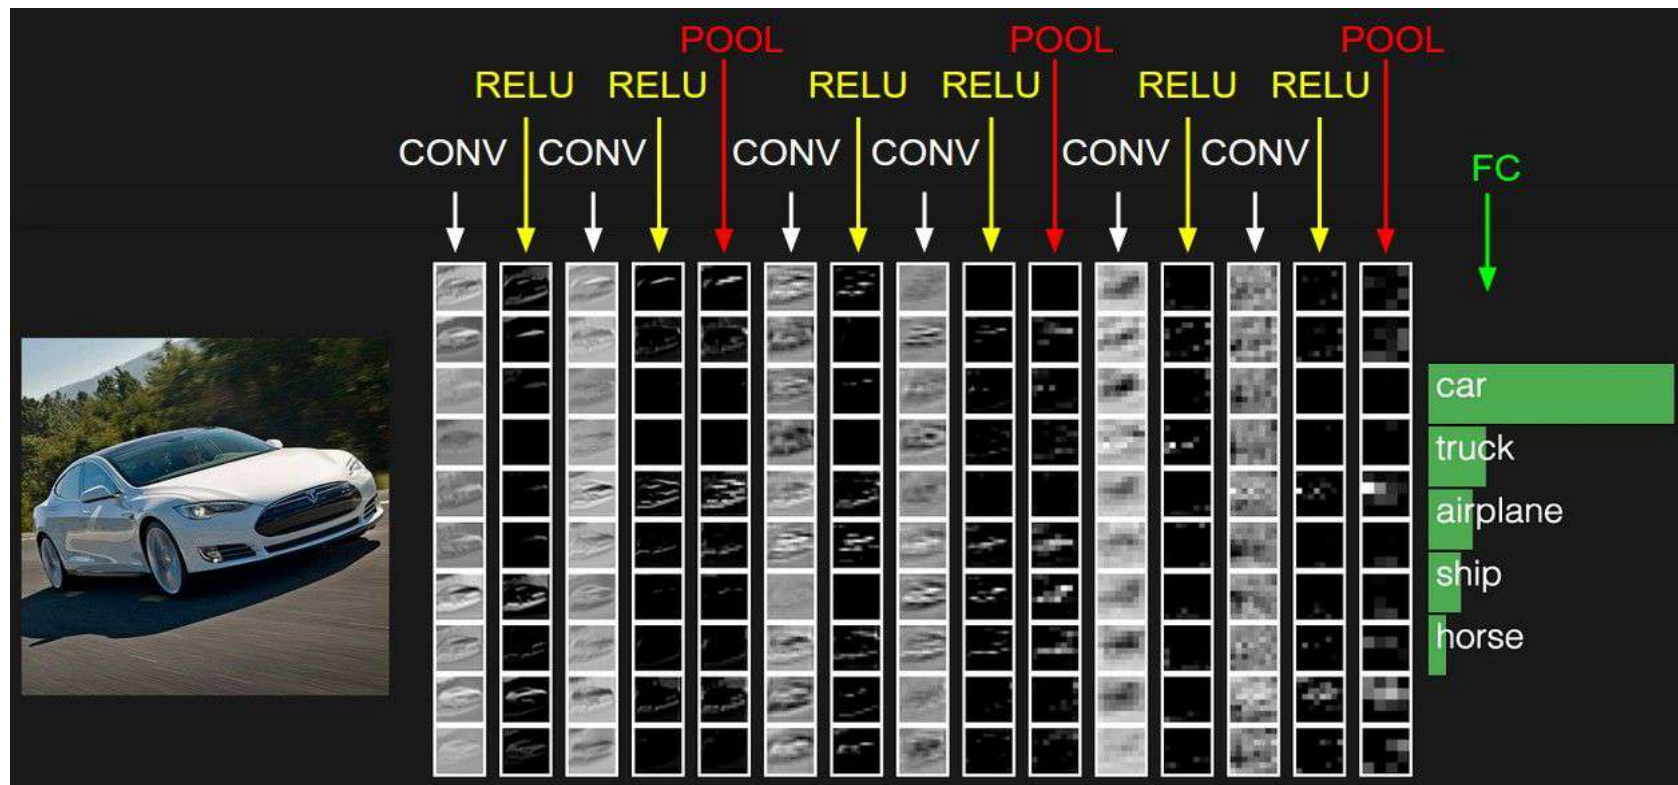 POOL POOL POOL
RELU RELU RELU RELU RELU RELU
CONV CONV CONV CONV CONV CONV
FC
car
truck
airplane
ship
horse